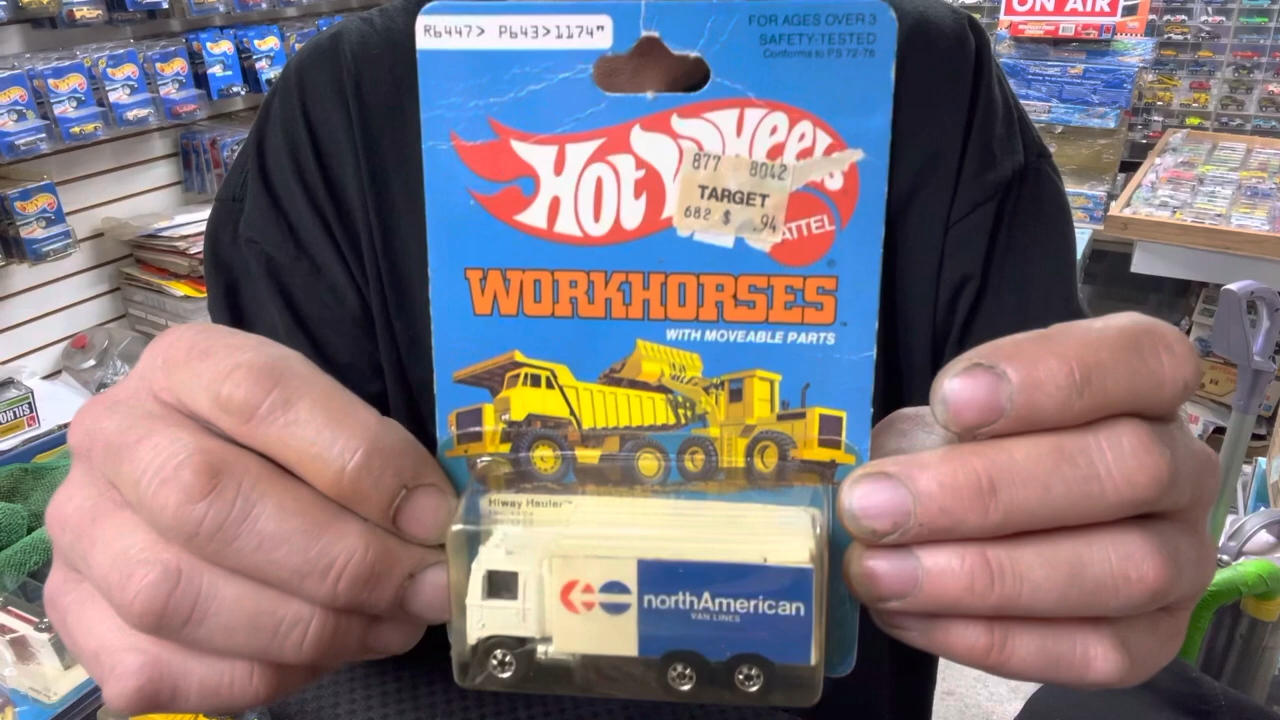 R6447> P643>1174"
FOR AGES OVER 3
SAFETY-TESTED
Conforms to PS 72-76
HOT WHEELS
877 8042
TARGET
682 $ .94
MATTEL
WORKHORSES
WITH MOVEABLE PARTS
Hiway Hauler™
northAmerican
VAN LINES
ON AIR